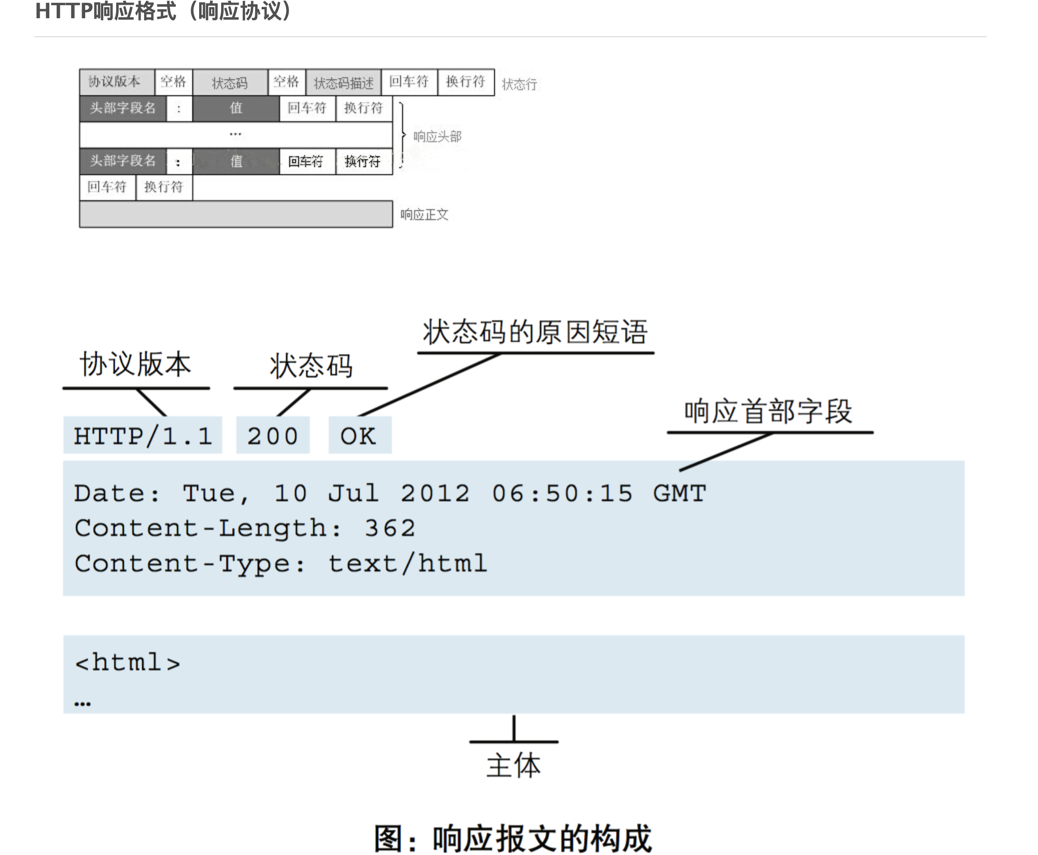 HTTP响应格式（响应协议）
协议版本 空格 状态码 空格 状态码描述 回车符 换行符 状态行
头部字段名 : 值 回车符 换行符
...
响应头部
头部字段名 : 值 回车符 换行符
回车符 换行符
响应正文
状态码的原因短语
协议版本 状态码
响应首部字段
HTTP/1.1 200 OK
Date: Tue, 10 Jul 2012 06:50:15 GMT
Content-Length: 362
Content-Type: text/html
<html>
…
主体
图：响应报文的构成